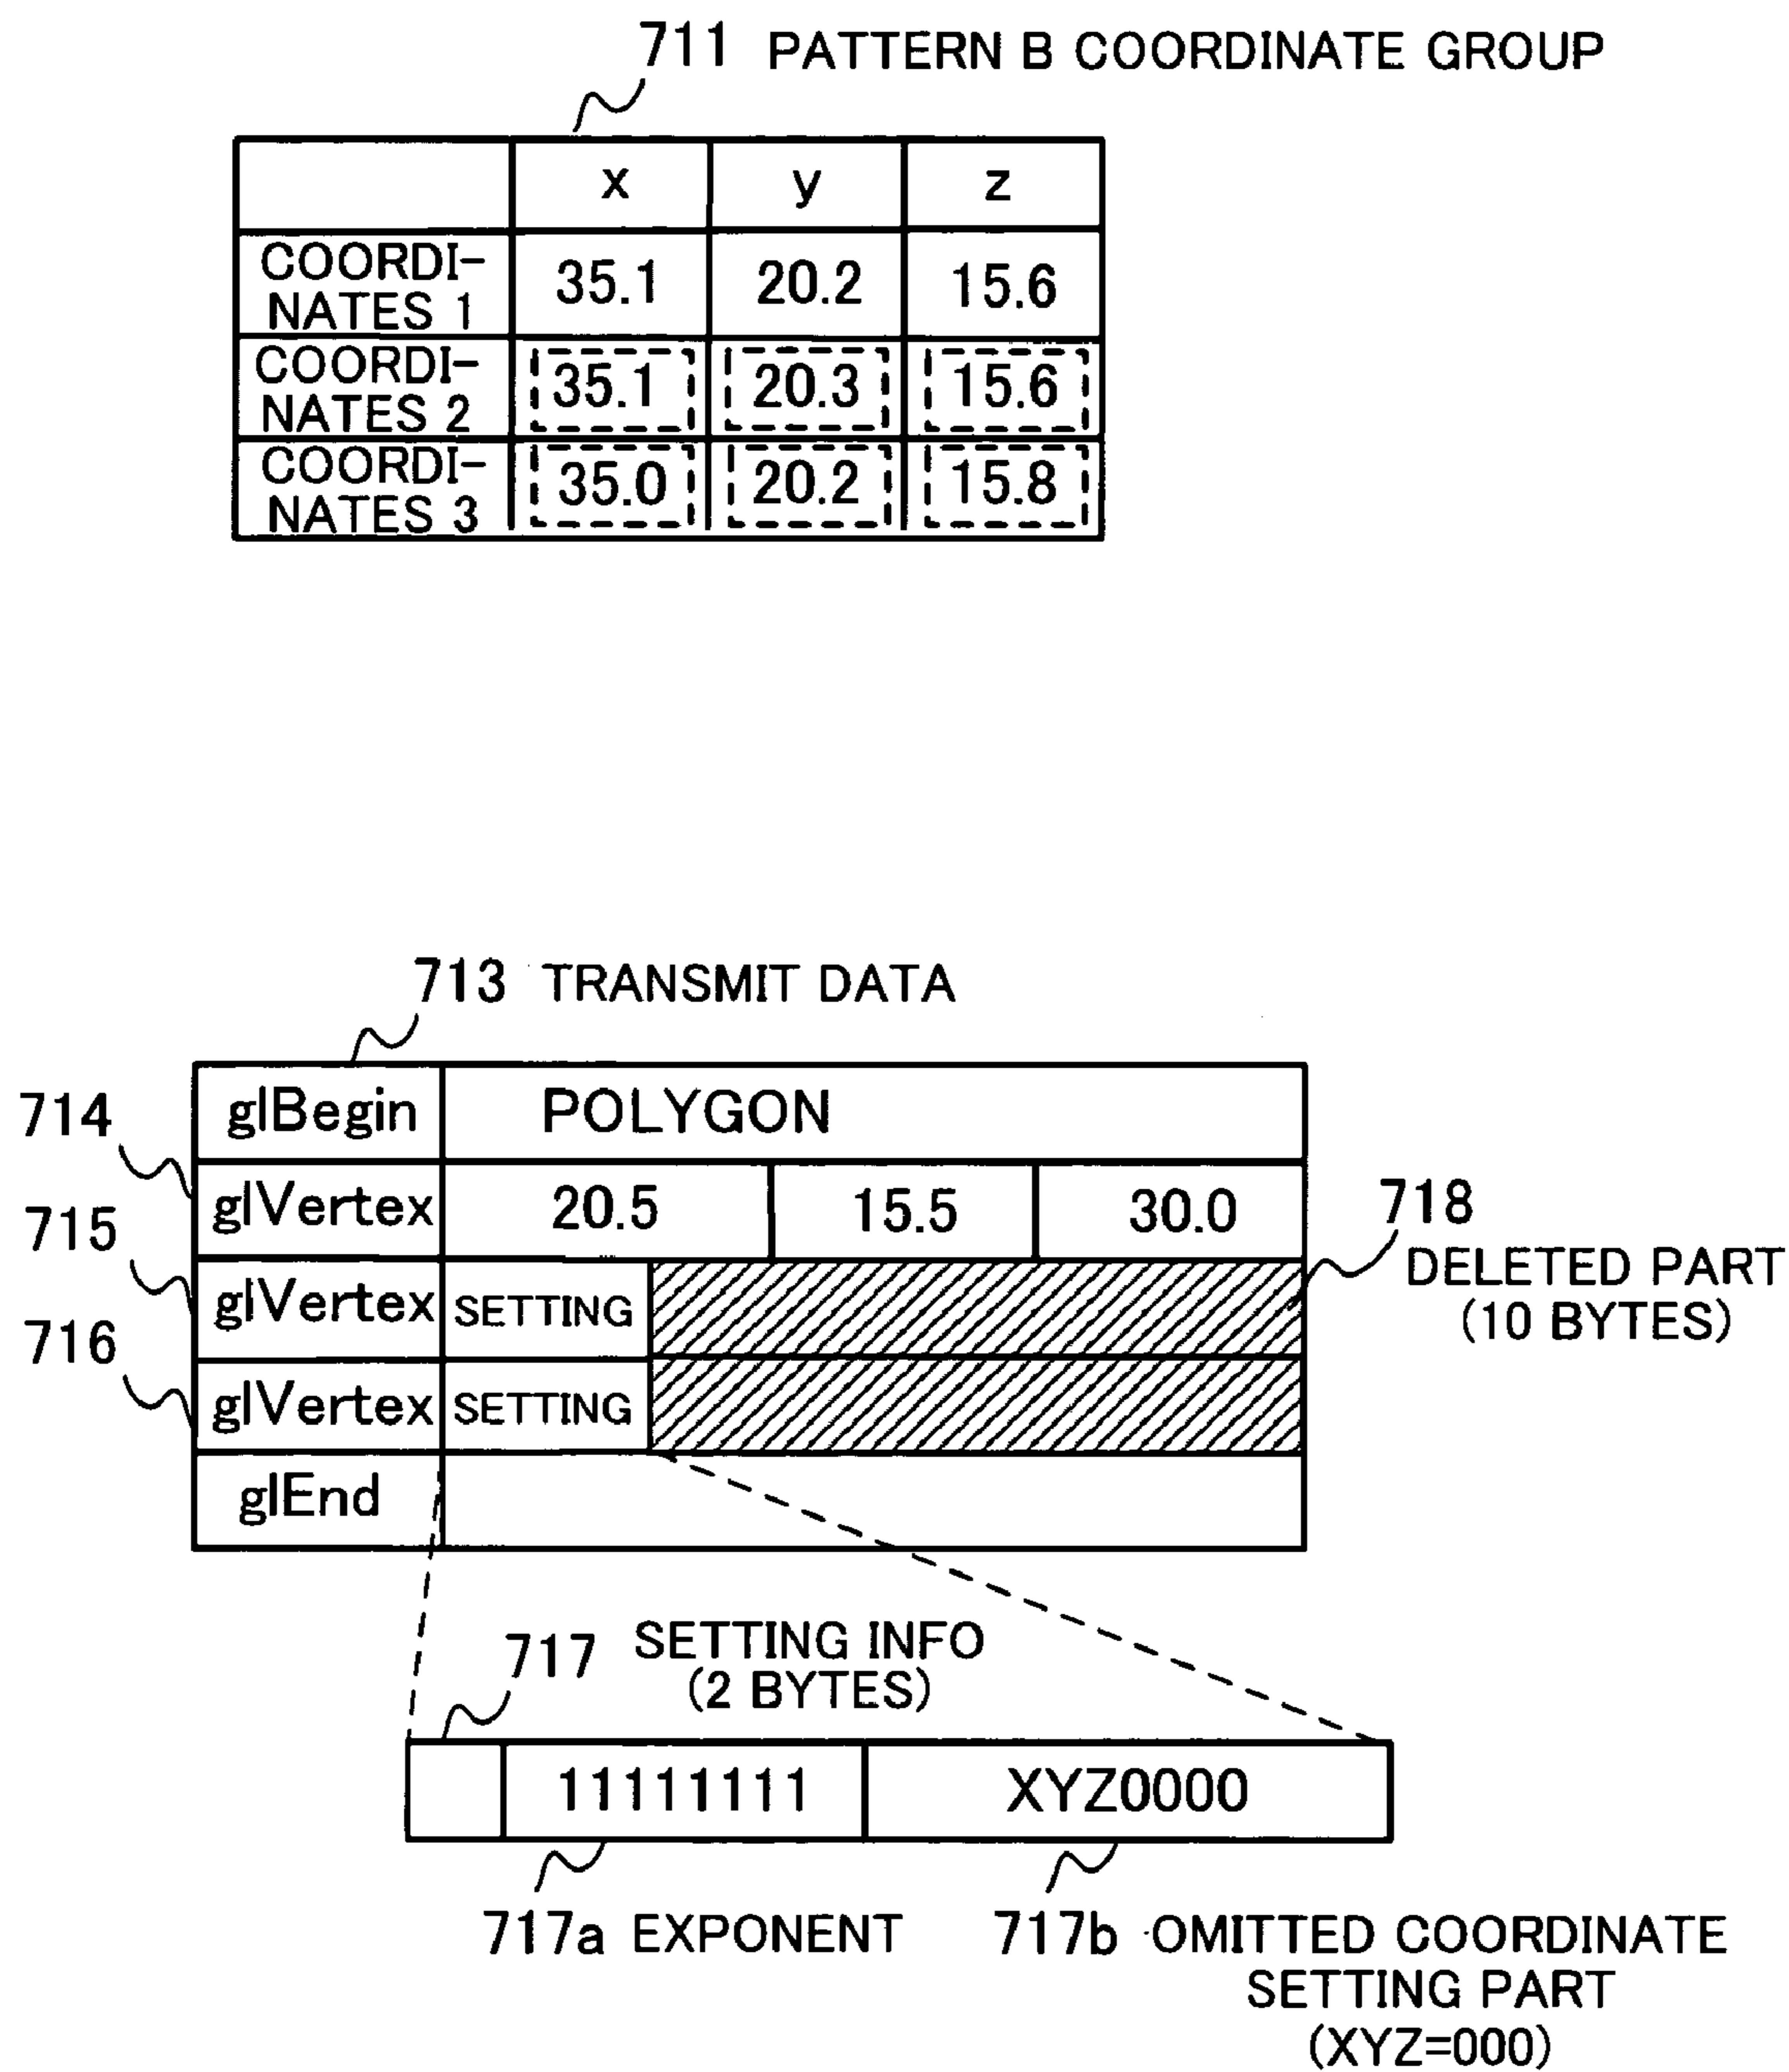 711 PATTERN B COORDINATE GROUP
x y z
COORDI-
NATES 1 35.1 20.2 15.6
COORDI-
NATES 2 35.1 20.3 15.6
COORDI-
NATES 3 35.0 20.2 15.8
713 TRANSMIT DATA
glBegin POLYGON
714
glVertex 20.5 15.5 30.0
718
DELETED PART
(10 BYTES)
715
glVertex SETTING
716
glVertex SETTING
glEnd
717 SETTING INFO
(2 BYTES)
11111111 XYZ0000
717a EXPONENT
717b OMITTED COORDINATE
SETTING PART
(XYZ=000)